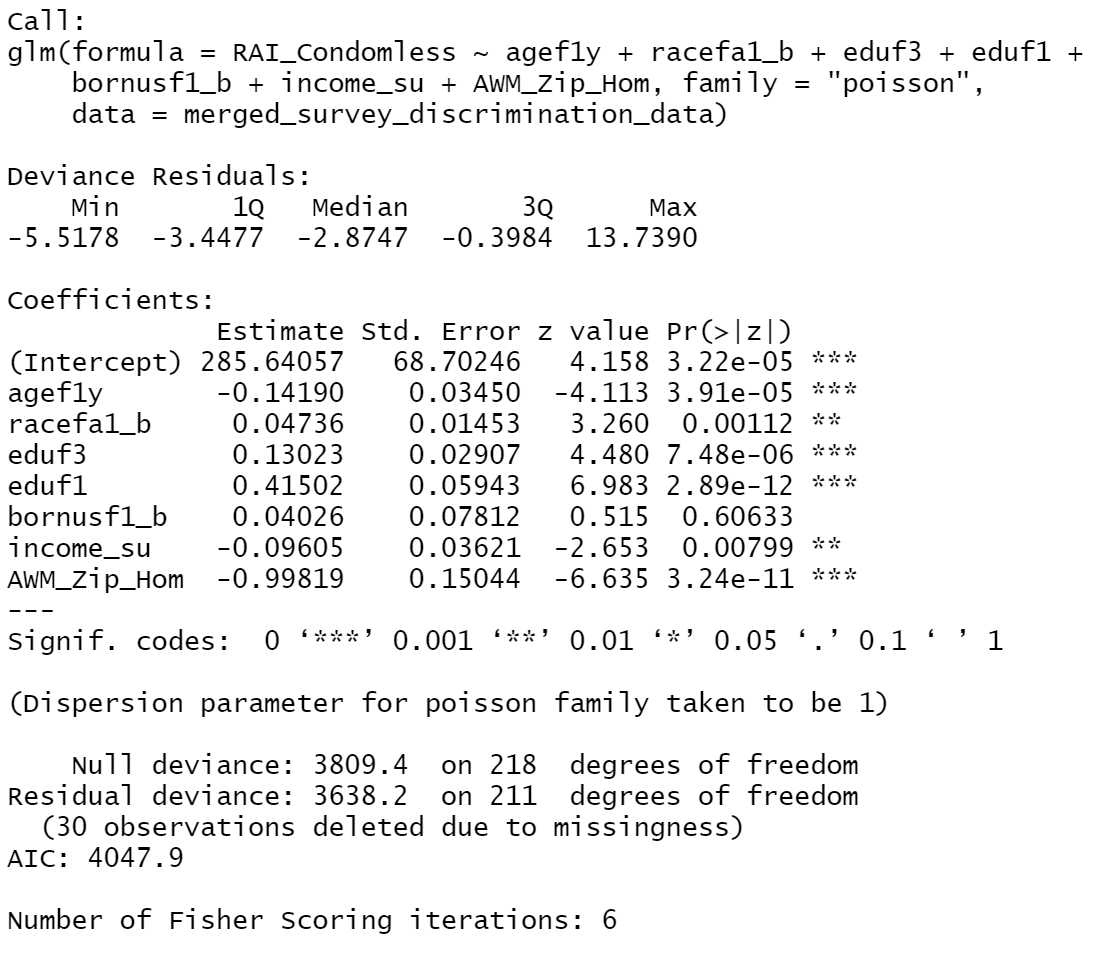 Call:
glm(formula = RAI_Condomless ~ agef1y + racefa1_b + eduf3 + eduf1 +
    bornusf1_b + income_su + AWM_Zip_Hom, family = "poisson",
    data = merged_survey_discrimination_data)

Deviance Residuals:
    Min       1Q   Median       3Q      Max
-5.5178  -3.4477  -2.8747  -0.3984  13.7390

Coefficients:
             Estimate Std. Error z value Pr(>|z|)
(Intercept) 285.64057   68.70246   4.158 3.22e-05 ***
agef1y       -0.14190    0.03450  -4.113 3.91e-05 ***
racefa1_b     0.04736    0.01453   3.260  0.00112 **
eduf3         0.13023    0.02907   4.480 7.48e-06 ***
eduf1         0.41502    0.05943   6.983 2.89e-12 ***
bornusf1_b    0.04026    0.07812   0.515  0.60633
income_su    -0.09605    0.03621  -2.653  0.00799 **
AWM_Zip_Hom  -0.99819    0.15044  -6.635 3.24e-11 ***
---
Signif. codes:  0 ‘***’ 0.001 ‘**’ 0.01 ‘*’ 0.05 ‘.’ 0.1 ‘ ’ 1

(Dispersion parameter for poisson family taken to be 1)

    Null deviance: 3809.4  on 218  degrees of freedom
Residual deviance: 3638.2  on 211  degrees of freedom
  (30 observations deleted due to missingness)
AIC: 4047.9

Number of Fisher Scoring iterations: 6